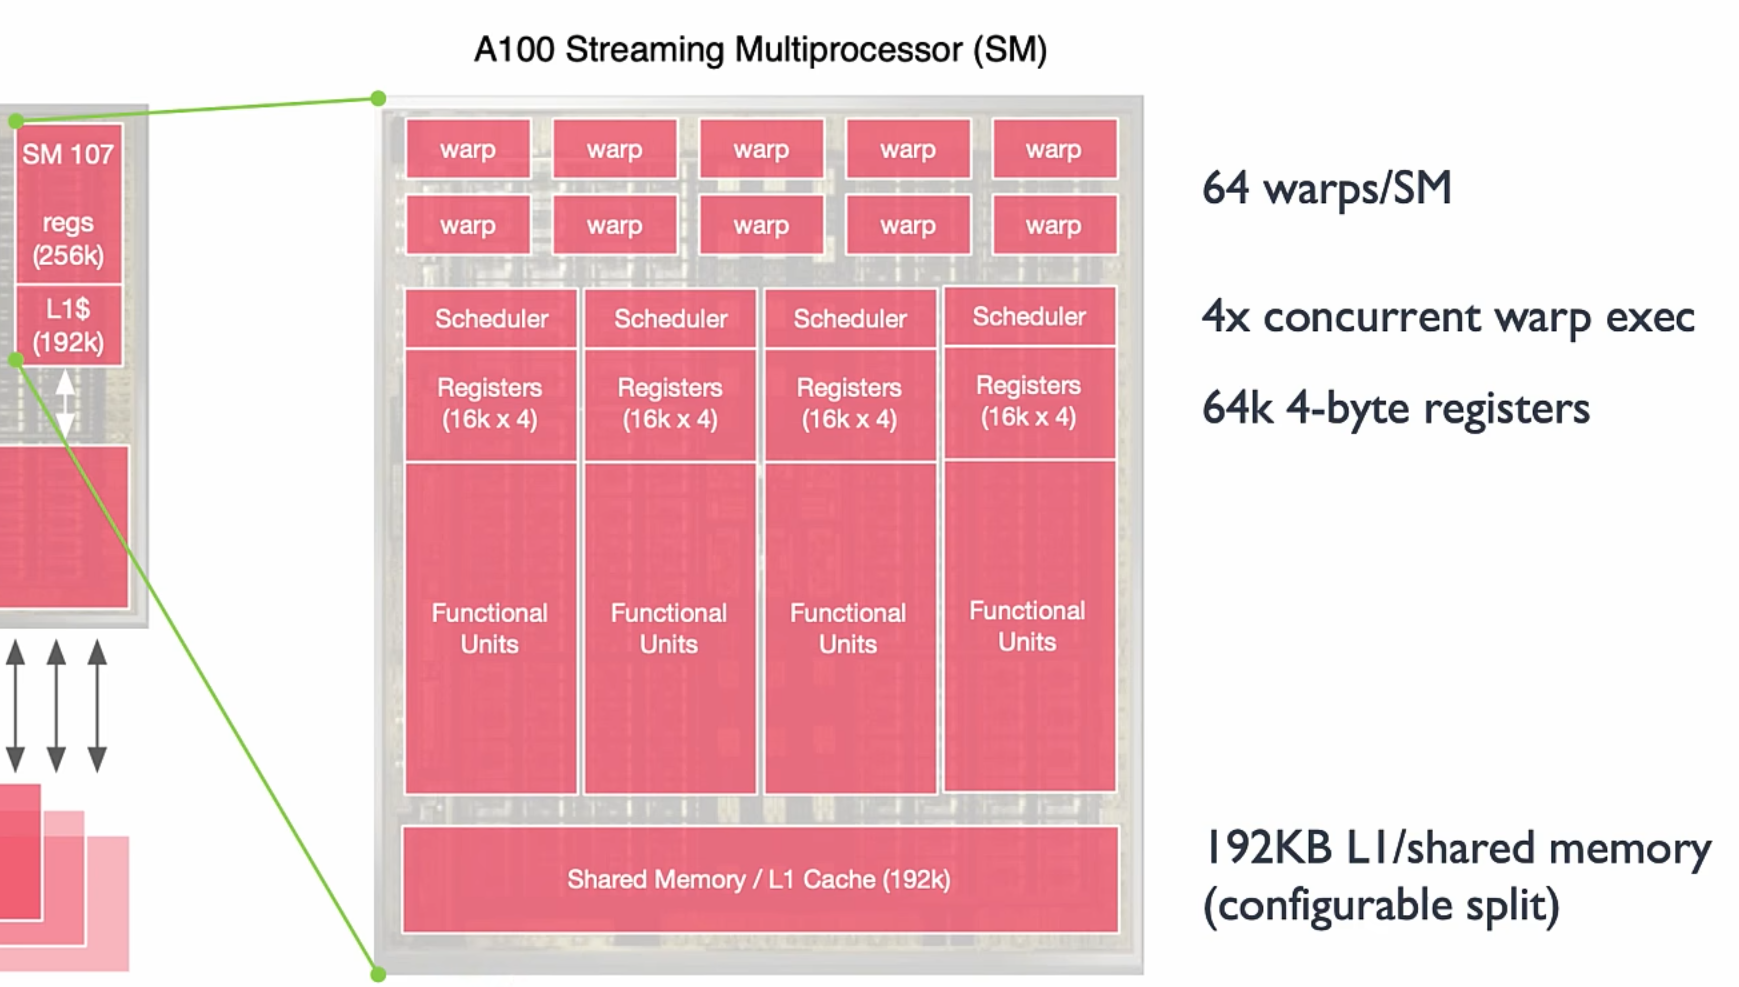 A100 Streaming Multiprocessor (SM)
SM 107
regs
(256k)
L1$
(192k)
warp warp warp warp warp
warp warp warp warp warp
Scheduler Scheduler Scheduler Scheduler
Registers Registers Registers Registers
(16k x 4) (16k x 4) (16k x 4) (16k x 4)
Functional Functional Functional Functional
Units Units Units Units
Shared Memory / L1 Cache (192k)
64 warps/SM
4x concurrent warp exec
64k 4-byte registers
192KB L1/shared memory
(configurable split)